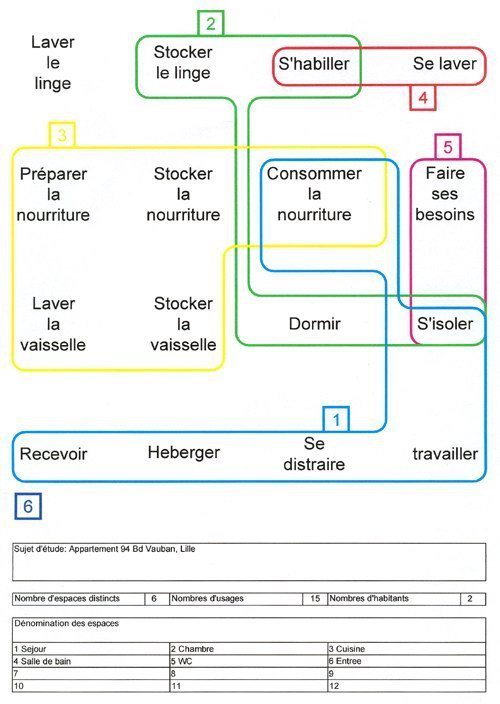 2
Laver
le
linge
Stocker
le linge
S'habiller
Se laver
4
3
5
Préparer
la
nourriture
Stocker
la
nourriture
Consommer
la
nourriture
Faire
ses
besoins
Laver
la
vaisselle
Stocker
la
vaisselle
Dormir
S'isoler
1
Recevoir
Heberger
Se
distraire
travailler
6
Sujet d'étude: Appartement 94 Bd Vauban, Lille
Nombre d'espaces distincts 6 Nombres d'usages 15 Nombres d'habitants 2
Dénomination des espaces
1 Sejour 2 Chambre 3 Cuisine
4 Salle de bain 5 WC 6 Entree
7 8 9
10 11 12